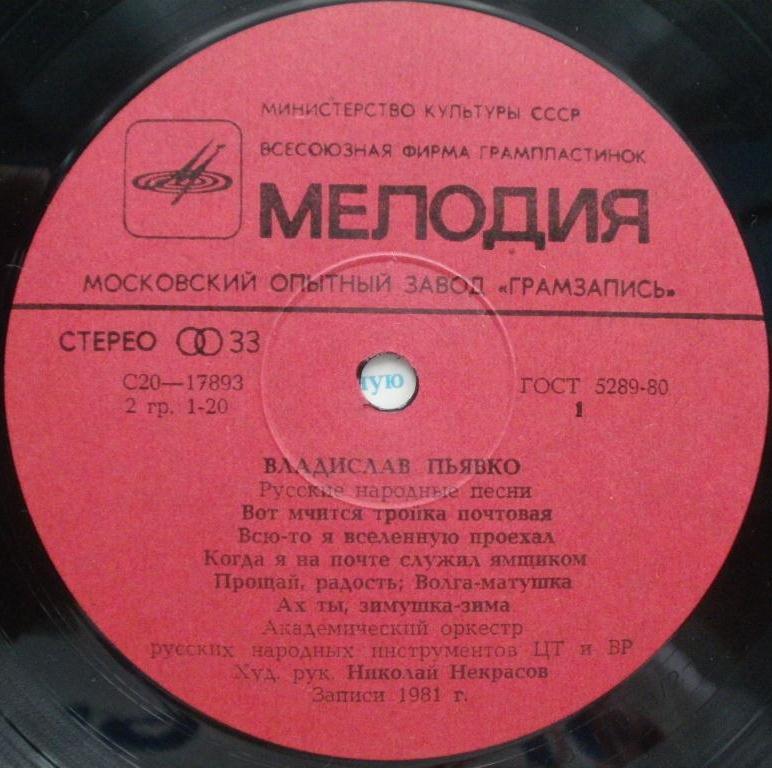 МИНИСТЕРСТВО КУЛЬТУРЫ СССР
ВСЕСОЮЗНАЯ ФИРМА ГРАМПЛАСТИНОК
МЕЛОДИЯ
МОСКОВСКИЙ ОПЫТНЫЙ ЗАВОД «ГРАМЗАПИСЬ»
СТЕРЕО 33
С20—17893 ГОСТ 5289-80
2 гр. 1-20 1
ВЛАДИСЛАВ ПЬЯВКО
Русские народные песни
Вот мчится тройка почтовая
Всю-то я вселенную проехал
Когда я на почте служил ямщиком
Прощай, радость; Волга-матушка
Ах ты, зимушка-зима
Академический оркестр
русских народных инструментов ЦТ и ВР
Худ. рук. Николай Некрасов
Записи 1981 г.